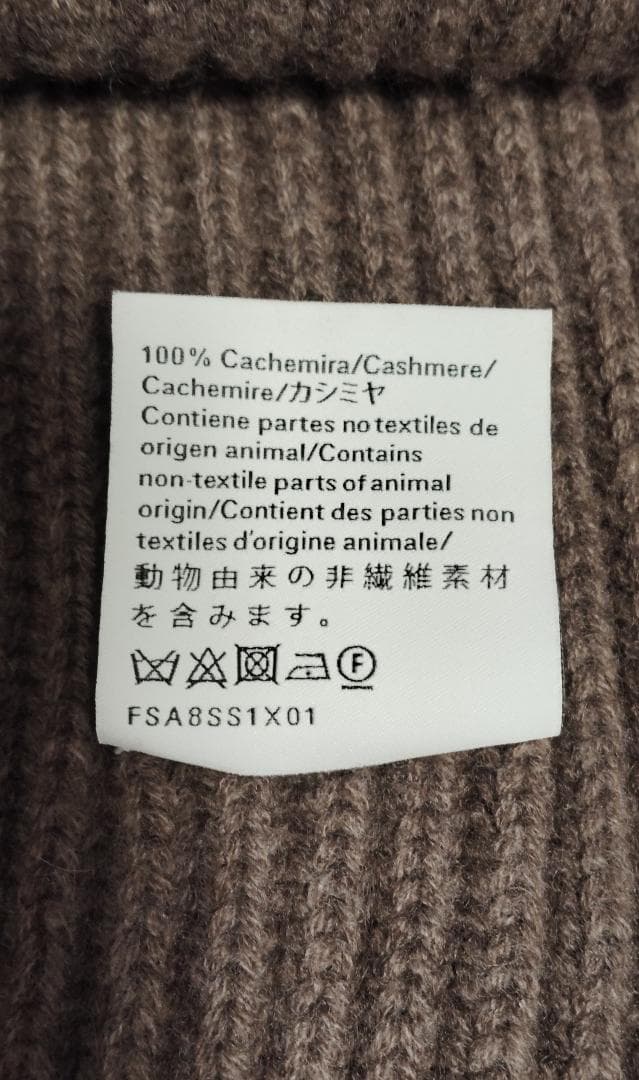 100% Cachemira/Cashmere/
Cachemire/カシミヤ
Contiene partes no textiles de
origen animal/Contains
non-textile parts of animal
origin/Contient des parties non
textiles d'origine animale/
動物由来の非繊維素材
を含みます。
F
FSA8SS1X01